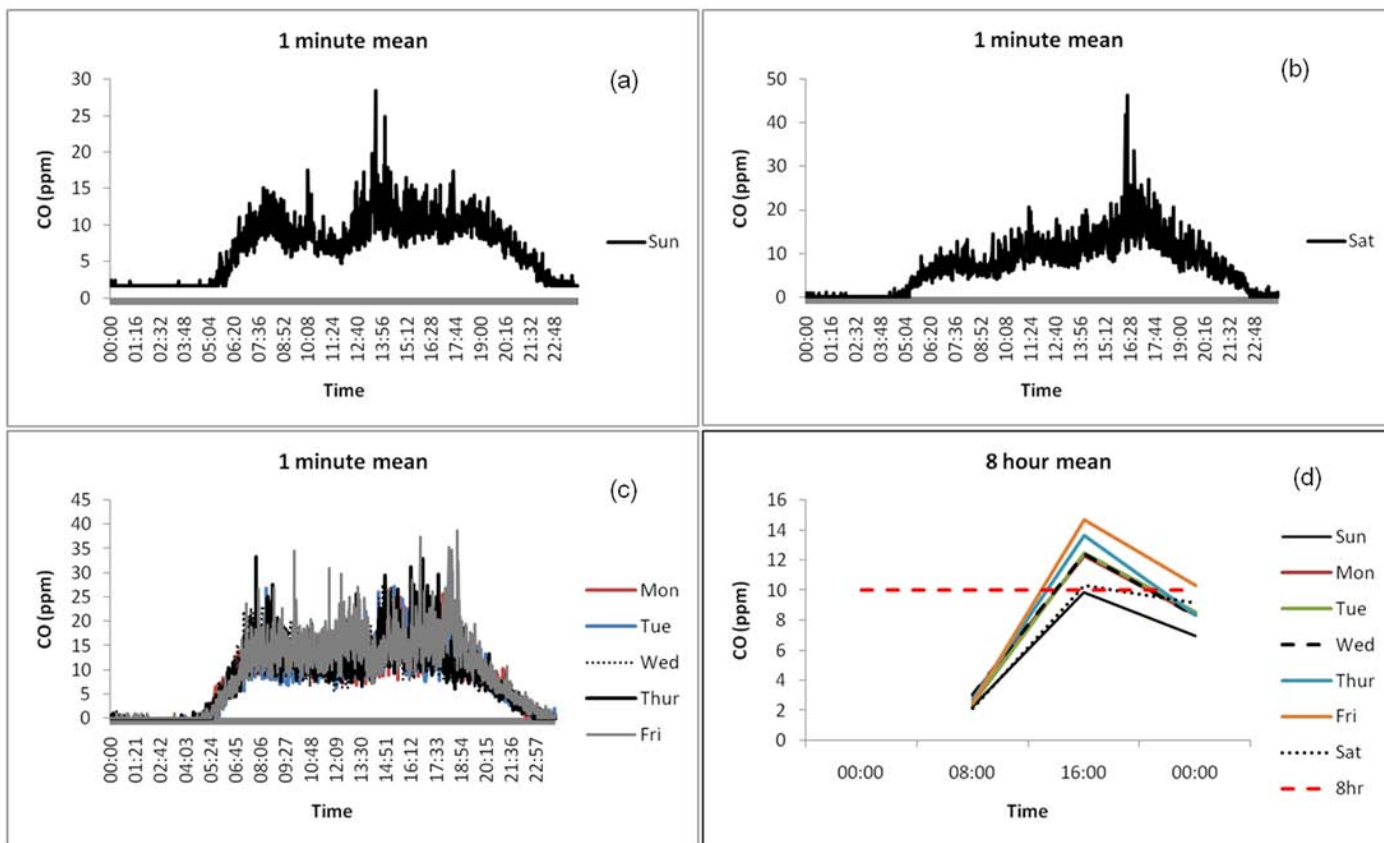 1 minute mean
(a)
CO (ppm)
30
25
20
15
10
5
0
00:00
01:16
02:32
03:48
05:04
06:20
07:36
08:52
10:08
11:24
12:40
13:56
15:12
16:28
17:44
19:00
20:16
21:32
22:48
Time
Sun
1 minute mean
(b)
CO (ppm)
50
40
30
20
10
0
00:00
01:16
02:32
03:48
05:04
06:20
07:36
08:52
10:08
11:24
12:40
13:56
15:12
16:28
17:44
19:00
20:16
21:32
22:48
Time
Sat
1 minute mean
(c)
CO (ppm)
45
40
35
30
25
20
15
10
5
0
00:00
01:21
02:42
04:03
05:24
06:45
08:06
09:27
10:48
12:09
13:30
14:51
16:12
17:33
18:54
20:15
21:36
22:57
Time
Mon
Tue
Wed
Thur
Fri
8 hour mean
(d)
CO (ppm)
16
14
12
10
8
6
4
2
0
00:00
08:00
16:00
00:00
Time
Sun
Mon
Tue
Wed
Thur
Fri
Sat
8hr